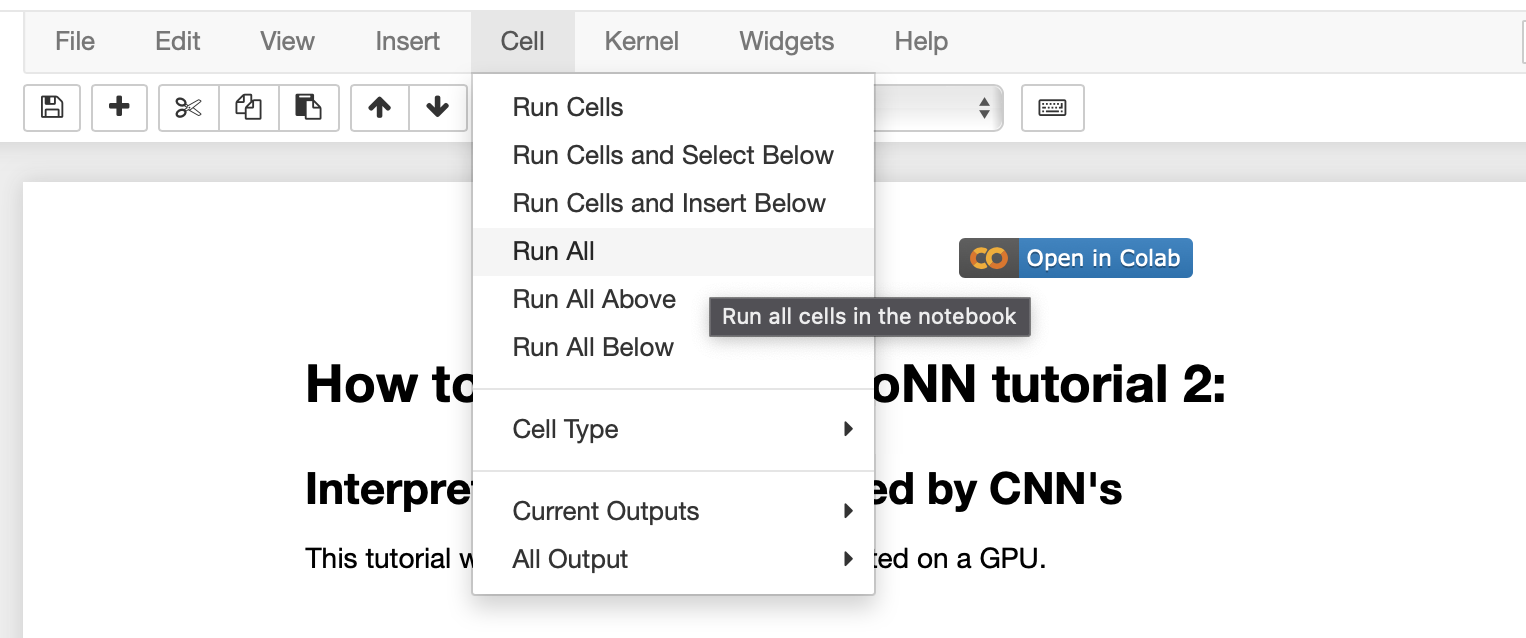 File Edit View Insert Cell Kernel Widgets Help
Run Cells
Run Cells and Select Below
Run Cells and Insert Below
Run All
Open in Colab
Run All Above
Run all cells in the notebook
Run All Below
How to oNN tutorial 2:
Cell Type
Interpre ed by CNN's
Current Outputs
This tutorial w ted on a GPU.
All Output